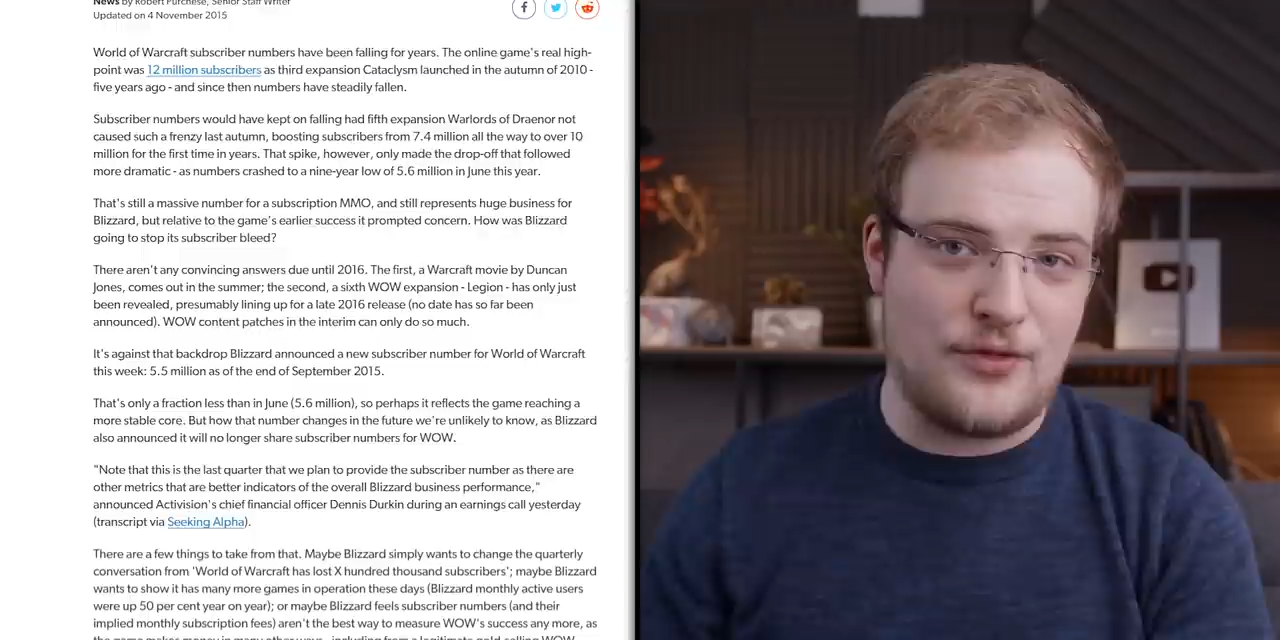 News by Robert Purchese, Senior Staff Writer
Updated on 4 November 2015
World of Warcraft subscriber numbers have been falling for years. The online game's real high-
point was 12 million subscribers as third expansion Cataclysm launched in the autumn of 2010 -
five years ago - and since then numbers have steadily fallen.
Subscriber numbers would have kept on falling had fifth expansion Warlords of Draenor not
caused such a frenzy last autumn, boosting subscribers from 7.4 million all the way to over 10
million for the first time in years. That spike, however, only made the drop-off that followed
more dramatic - as numbers crashed to a nine-year low of 5.6 million in June this year.
That's still a massive number for a subscription MMO, and still represents huge business for
Blizzard, but relative to the game's earlier success it prompted concern. How was Blizzard
going to stop its subscriber bleed?
There aren't any convincing answers due until 2016. The first, a Warcraft movie by Duncan
Jones, comes out in the summer; the second, a sixth WOW expansion - Legion - has only just
been revealed, presumably lining up for a late 2016 release (no date has so far been
announced). WOW content patches in the interim can only do so much.
It's against that backdrop Blizzard announced a new subscriber number for World of Warcraft
this week: 5.5 million as of the end of September 2015.
That's only a fraction less than in June (5.6 million), so perhaps it reflects the game reaching a
more stable core. But how that number changes in the future we're unlikely to know, as Blizzard
also announced it will no longer share subscriber numbers for WOW.
"Note that this is the last quarter that we plan to provide the subscriber number as there are
other metrics that are better indicators of the overall Blizzard business performance,"
announced Activision's chief financial officer Dennis Durkin during an earnings call yesterday
(transcript via Seeking Alpha).
There are a few things to take from that. Maybe Blizzard simply wants to change the quarterly
conversation from 'World of Warcraft has lost X hundred thousand subscribers'; maybe Blizzard
wants to show it has many more games in operation these days (Blizzard monthly active users
were up 50 per cent year on year); or maybe Blizzard feels subscriber numbers (and their
implied monthly subscription fees) aren't the best way to measure WOW's success any more, as
the game makes money in many other ways - including from a legitimate gold-selling WOW